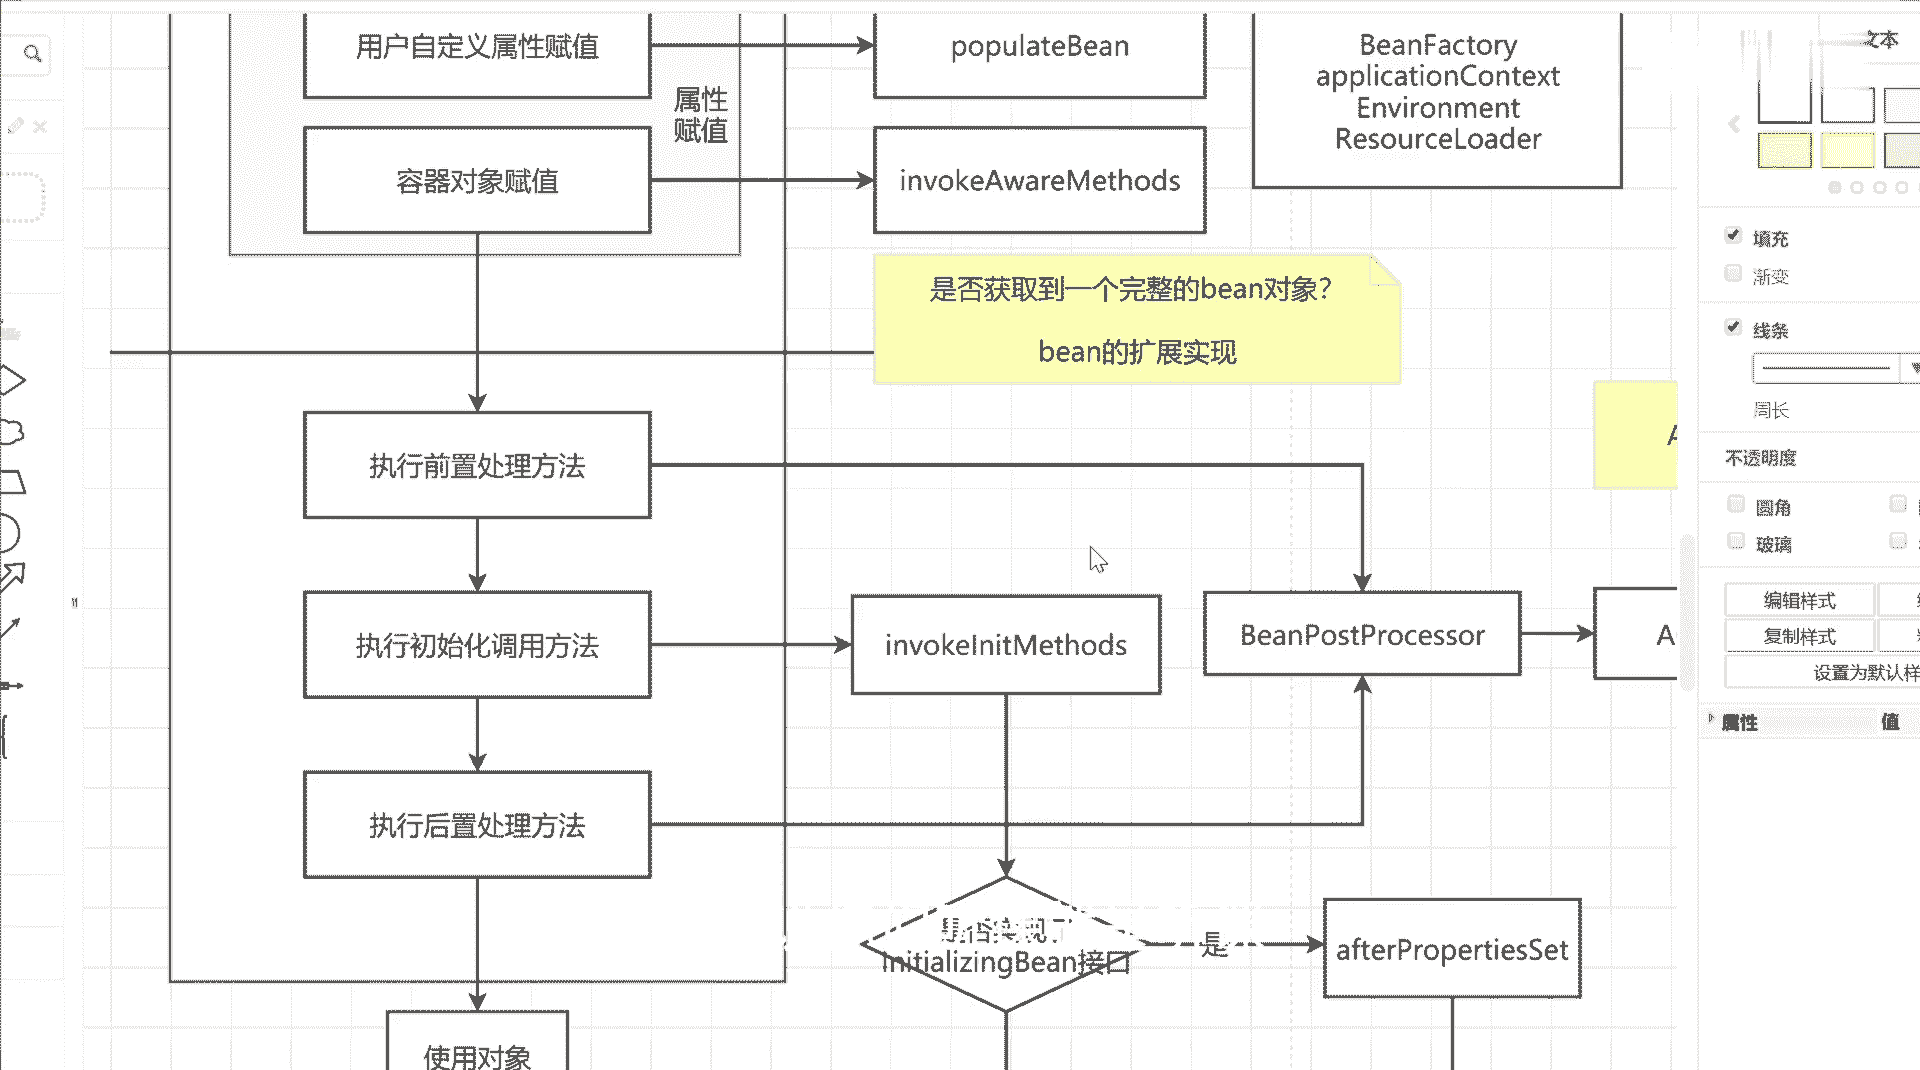 用户自定义属性赋值
populateBean
BeanFactory
applicationContext
Environment
ResourceLoader
属性
赋值
容器对象赋值
invokeAwareMethods
是否获取到一个完整的bean对象?
bean的扩展实现
执行前置处理方法
执行初始化调用方法
invokeInitMethods
BeanPostProcessor
A
执行后置处理方法
是否实现了
InitializingBean接口
是
afterPropertiesSet
使用对象
文本
填充
渐变
线条
周长
不透明度
圆角
玻璃
编辑样式
复制样式
设置为默认样
属性
值